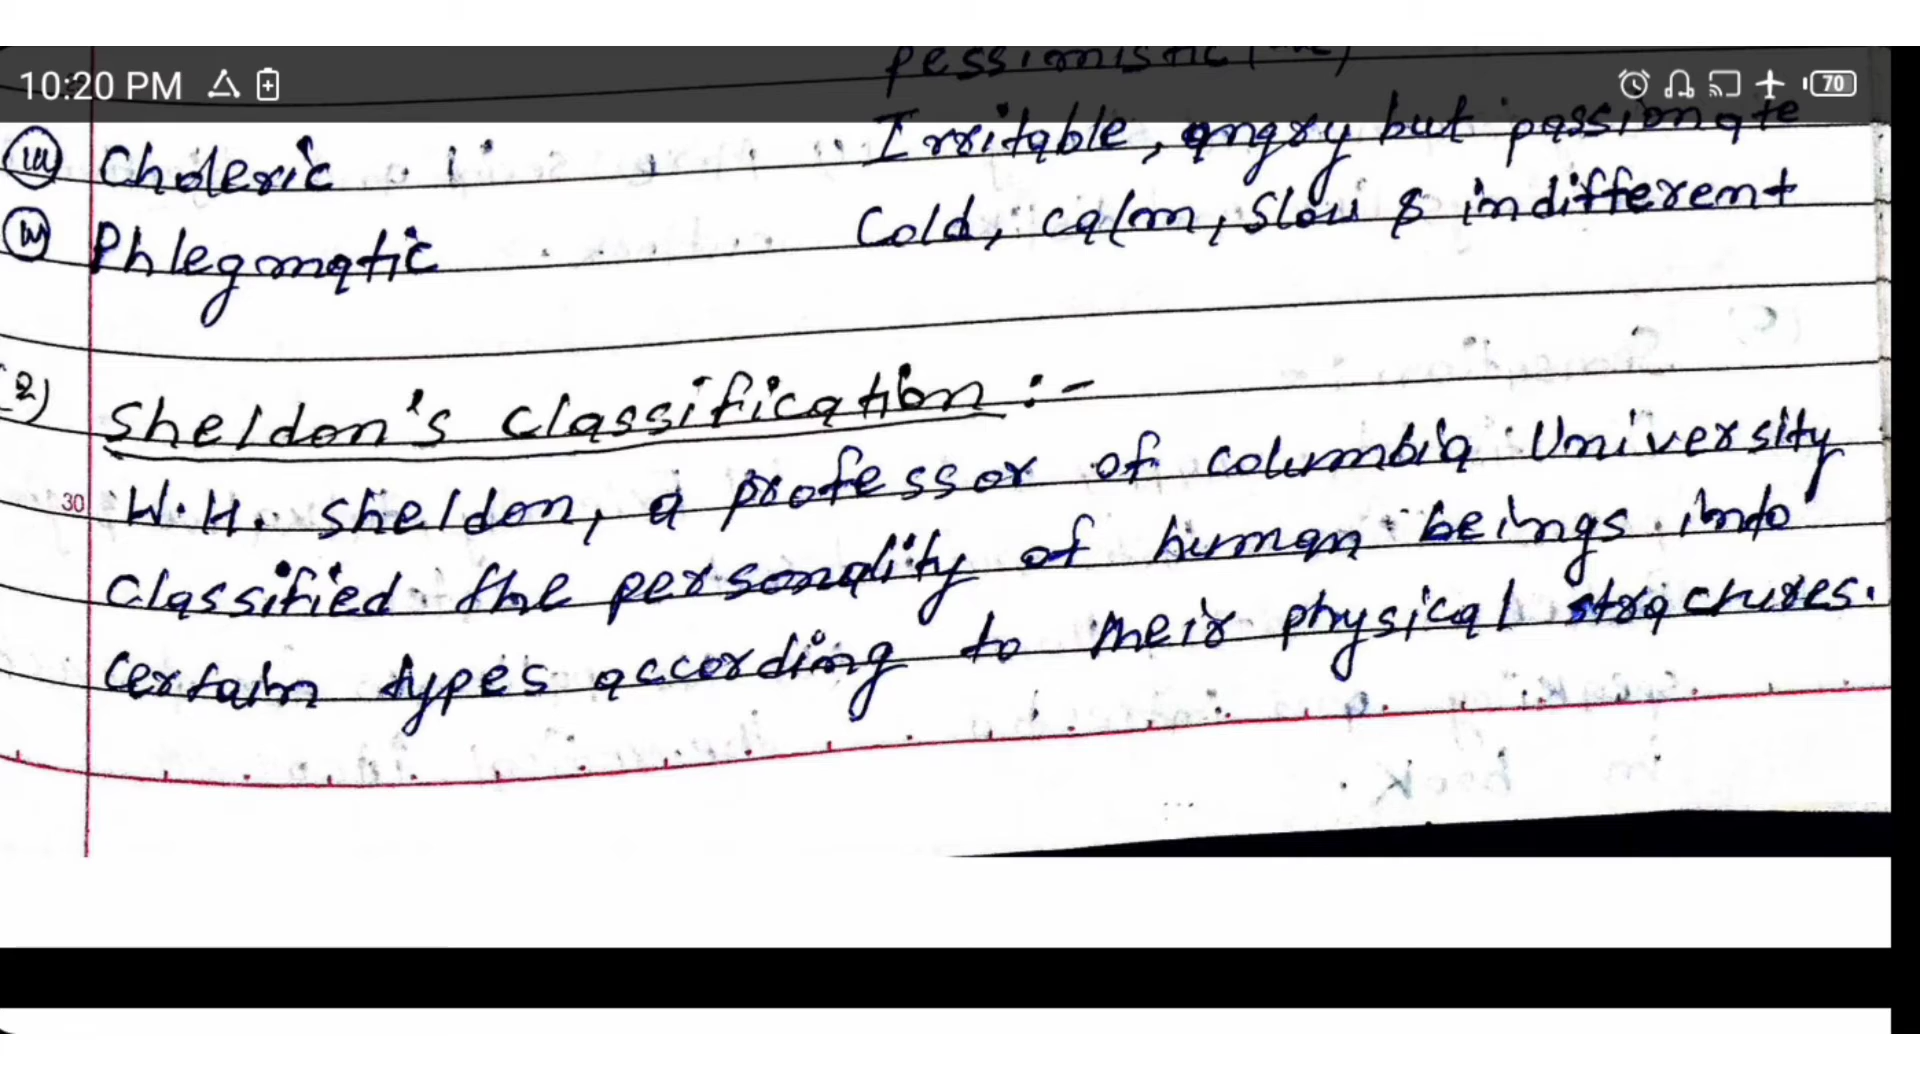 pessimistic
10:20 PM
70
(iii) Choleric Irritable, angry but passionate
(iv) Phlegmatic Cold, calm, slow & indifferent
2) Sheldon's classification :-
30 W.H. Sheldon, a professor of columbia University
classified the personality of human beings into
certain types according to their physical stractures.